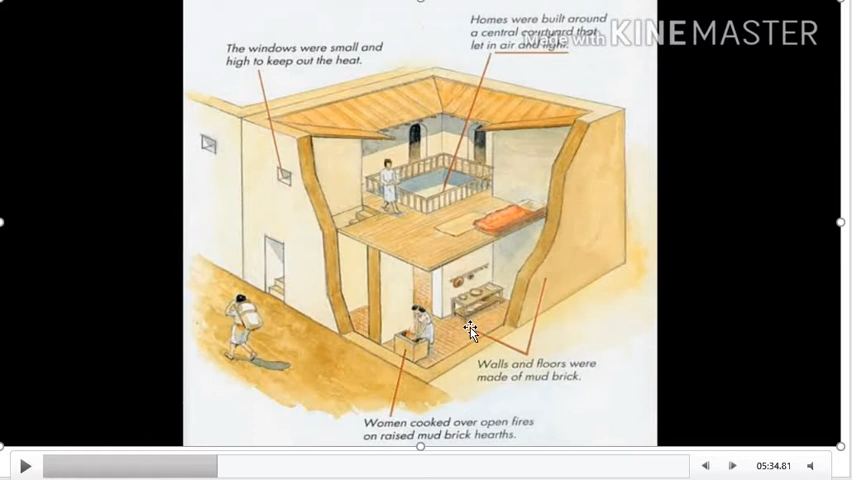 Homes were built around
a central courtyard that
let in air and light.
Made with KINEMASTER
The windows were small and
high to keep out the heat.
Walls and floors were
made of mud brick.
Women cooked over open fires
on raised mud brick hearths.
05:34.81